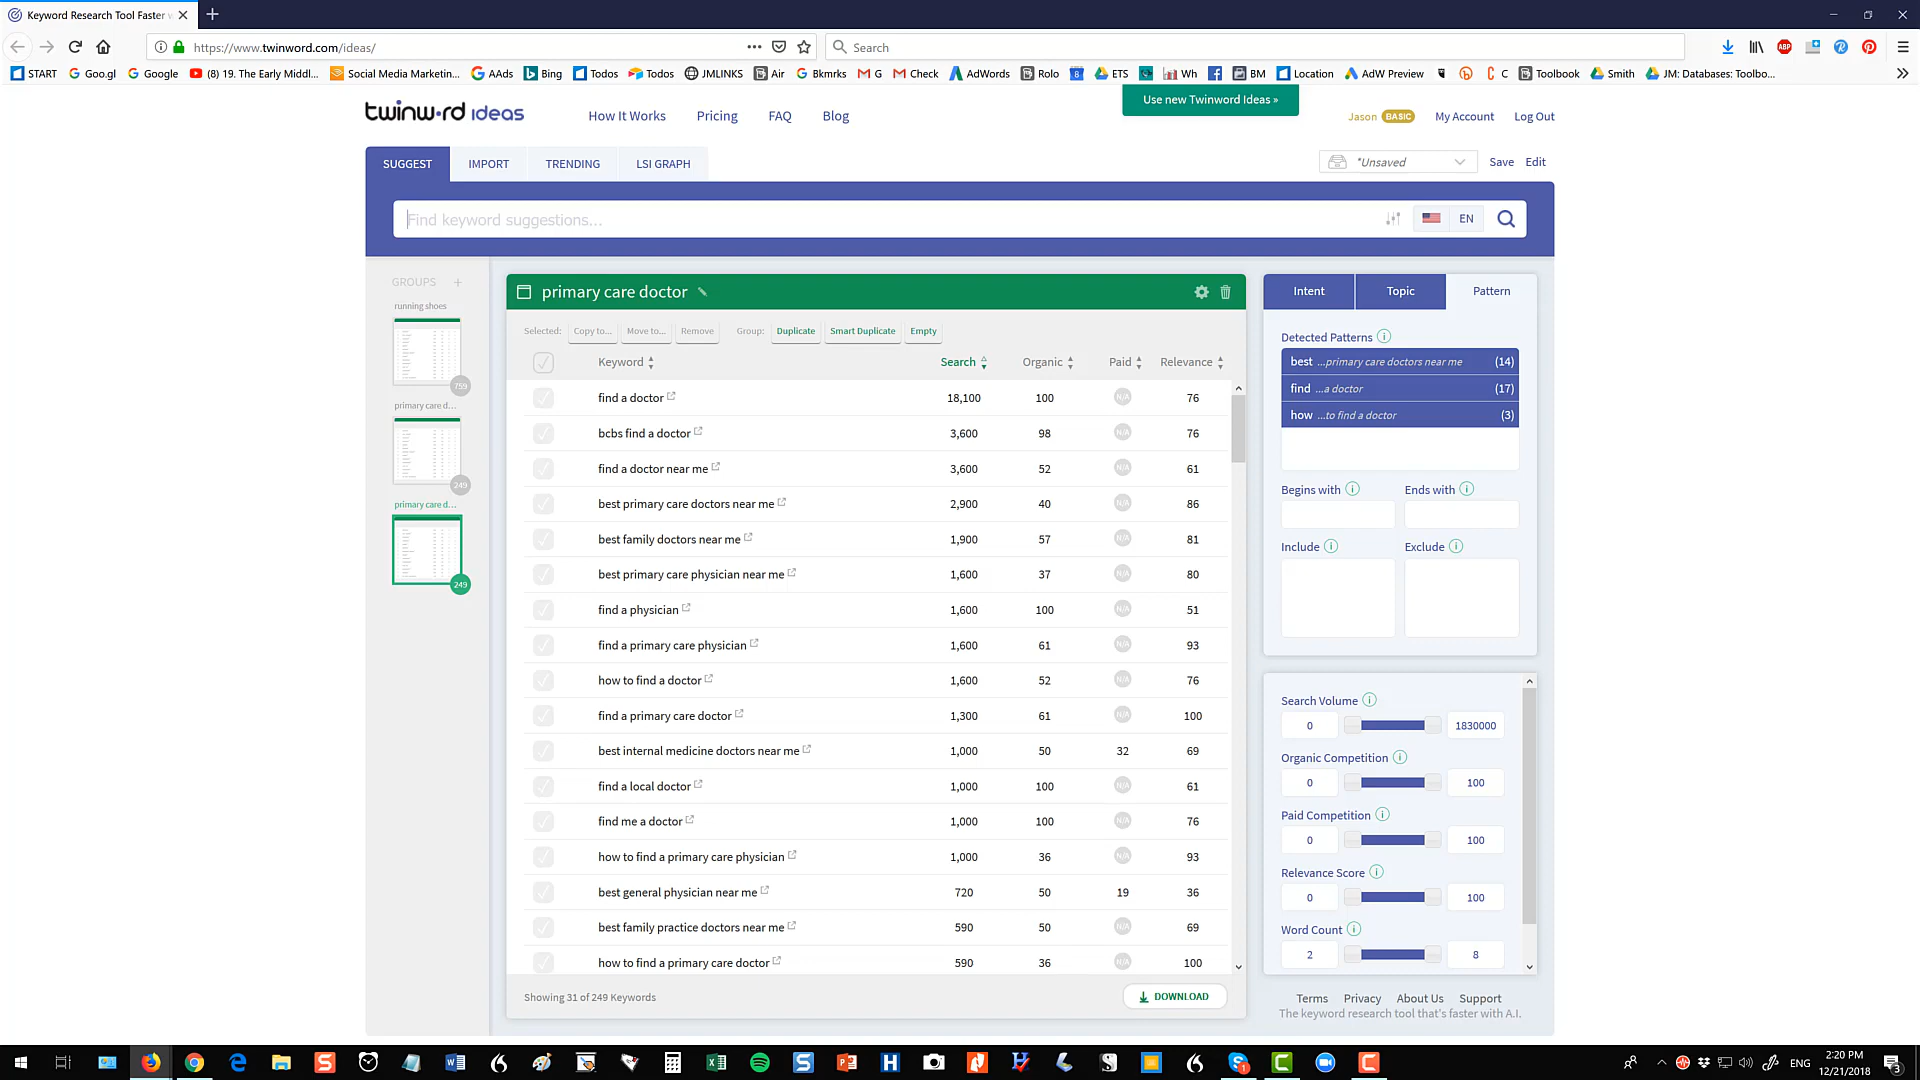 Keyword Research Tool Faster w
https://www.twinword.com/ideas/
Search
START Goo.gl Google (8) 19. The Early Middl... Social Media Marketin... AAds Bing Todos Todos JMLINKS Air Bkmrks G Check AdWords Rolo ETS Wh BM Location AdW Preview C Toolbook Smith JM: Databases: Toolbo...
twinword ideas
How It Works Pricing FAQ Blog
Use new Twinword Ideas »
Jason BASIC My Account Log Out
SUGGEST IMPORT TRENDING LSI GRAPH
*Unsaved Save Edit
Find keyword suggestions...
EN
GROUPS +
running shoes
759
primary care d...
249
primary care d...
249
primary care doctor
Selected: Copy to... Move to... Remove Group: Duplicate Smart Duplicate Empty
Keyword Search Organic Paid Relevance
find a doctor 18,100 100 N/A 76
bcbs find a doctor 3,600 98 N/A 76
find a doctor near me 3,600 52 N/A 61
best primary care doctors near me 2,900 40 N/A 86
best family doctors near me 1,900 57 N/A 81
best primary care physician near me 1,600 37 N/A 80
find a physician 1,600 100 N/A 51
find a primary care physician 1,600 61 N/A 93
how to find a doctor 1,600 52 N/A 76
find a primary care doctor 1,300 61 N/A 100
best internal medicine doctors near me 1,000 50 32 69
find a local doctor 1,000 100 N/A 61
find me a doctor 1,000 100 N/A 76
how to find a primary care physician 1,000 36 N/A 93
best general physician near me 720 50 19 36
best family practice doctors near me 590 50 N/A 69
how to find a primary care doctor 590 36 N/A 100
Showing 31 of 249 Keywords
DOWNLOAD
Intent Topic Pattern
Detected Patterns
best ...primary care doctors near me (14)
find ...a doctor (17)
how ...to find a doctor (3)
Begins with Ends with
Include Exclude
Search Volume
0 1830000
Organic Competition
0 100
Paid Competition
0 100
Relevance Score
0 100
Word Count
2 8
Terms Privacy About Us Support
The keyword research tool that's faster with A.I.
ENG
2:20 PM
12/21/2018
3